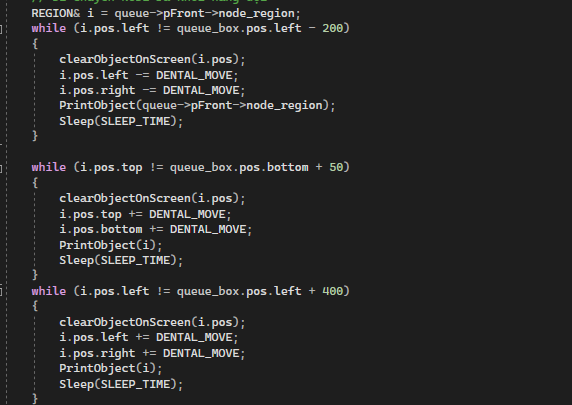 REGION& i = queue->pFront->node_region;
while (i.pos.left != queue_box.pos.left - 200)
{
clearObjectOnScreen(i.pos);
i.pos.left -= DENTAL_MOVE;
i.pos.right -= DENTAL_MOVE;
PrintObject(queue->pFront->node_region);
Sleep(SLEEP_TIME);
}
while (i.pos.top != queue_box.pos.bottom + 50)
{
clearObjectOnScreen(i.pos);
i.pos.top += DENTAL_MOVE;
i.pos.bottom += DENTAL_MOVE;
PrintObject(i);
Sleep(SLEEP_TIME);
}
while (i.pos.left != queue_box.pos.left + 400)
{
clearObjectOnScreen(i.pos);
i.pos.left += DENTAL_MOVE;
i.pos.right += DENTAL_MOVE;
PrintObject(i);
Sleep(SLEEP_TIME);
}